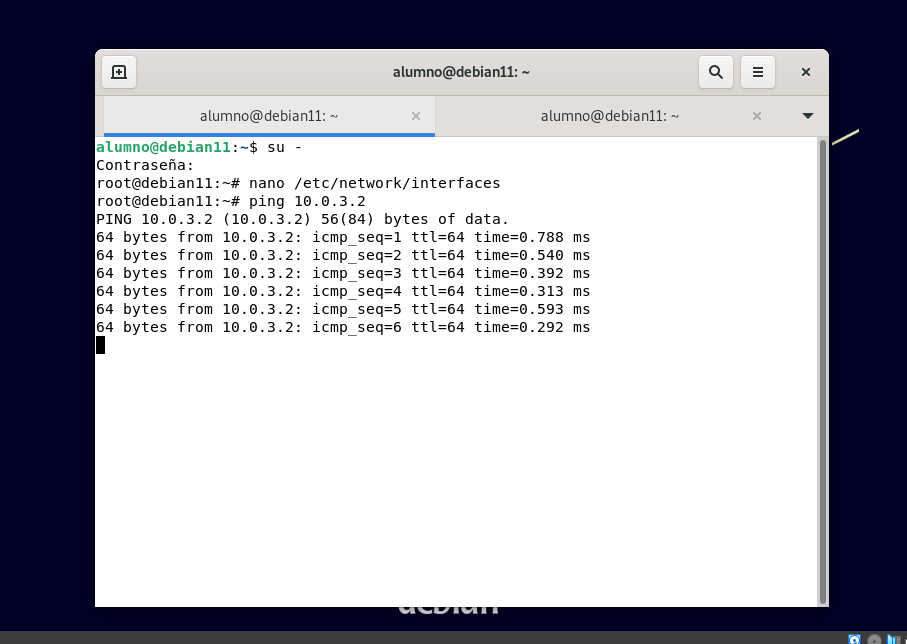 alumno@debian11: ~
alumno@debian11: ~
alumno@debian11: ~
alumno@debian11:~$ su -
Contraseña:
root@debian11:~# nano /etc/network/interfaces
root@debian11:~# ping 10.0.3.2
PING 10.0.3.2 (10.0.3.2) 56(84) bytes of data.
64 bytes from 10.0.3.2: icmp_seq=1 ttl=64 time=0.788 ms
64 bytes from 10.0.3.2: icmp_seq=2 ttl=64 time=0.540 ms
64 bytes from 10.0.3.2: icmp_seq=3 ttl=64 time=0.392 ms
64 bytes from 10.0.3.2: icmp_seq=4 ttl=64 time=0.313 ms
64 bytes from 10.0.3.2: icmp_seq=5 ttl=64 time=0.593 ms
64 bytes from 10.0.3.2: icmp_seq=6 ttl=64 time=0.292 ms
debian